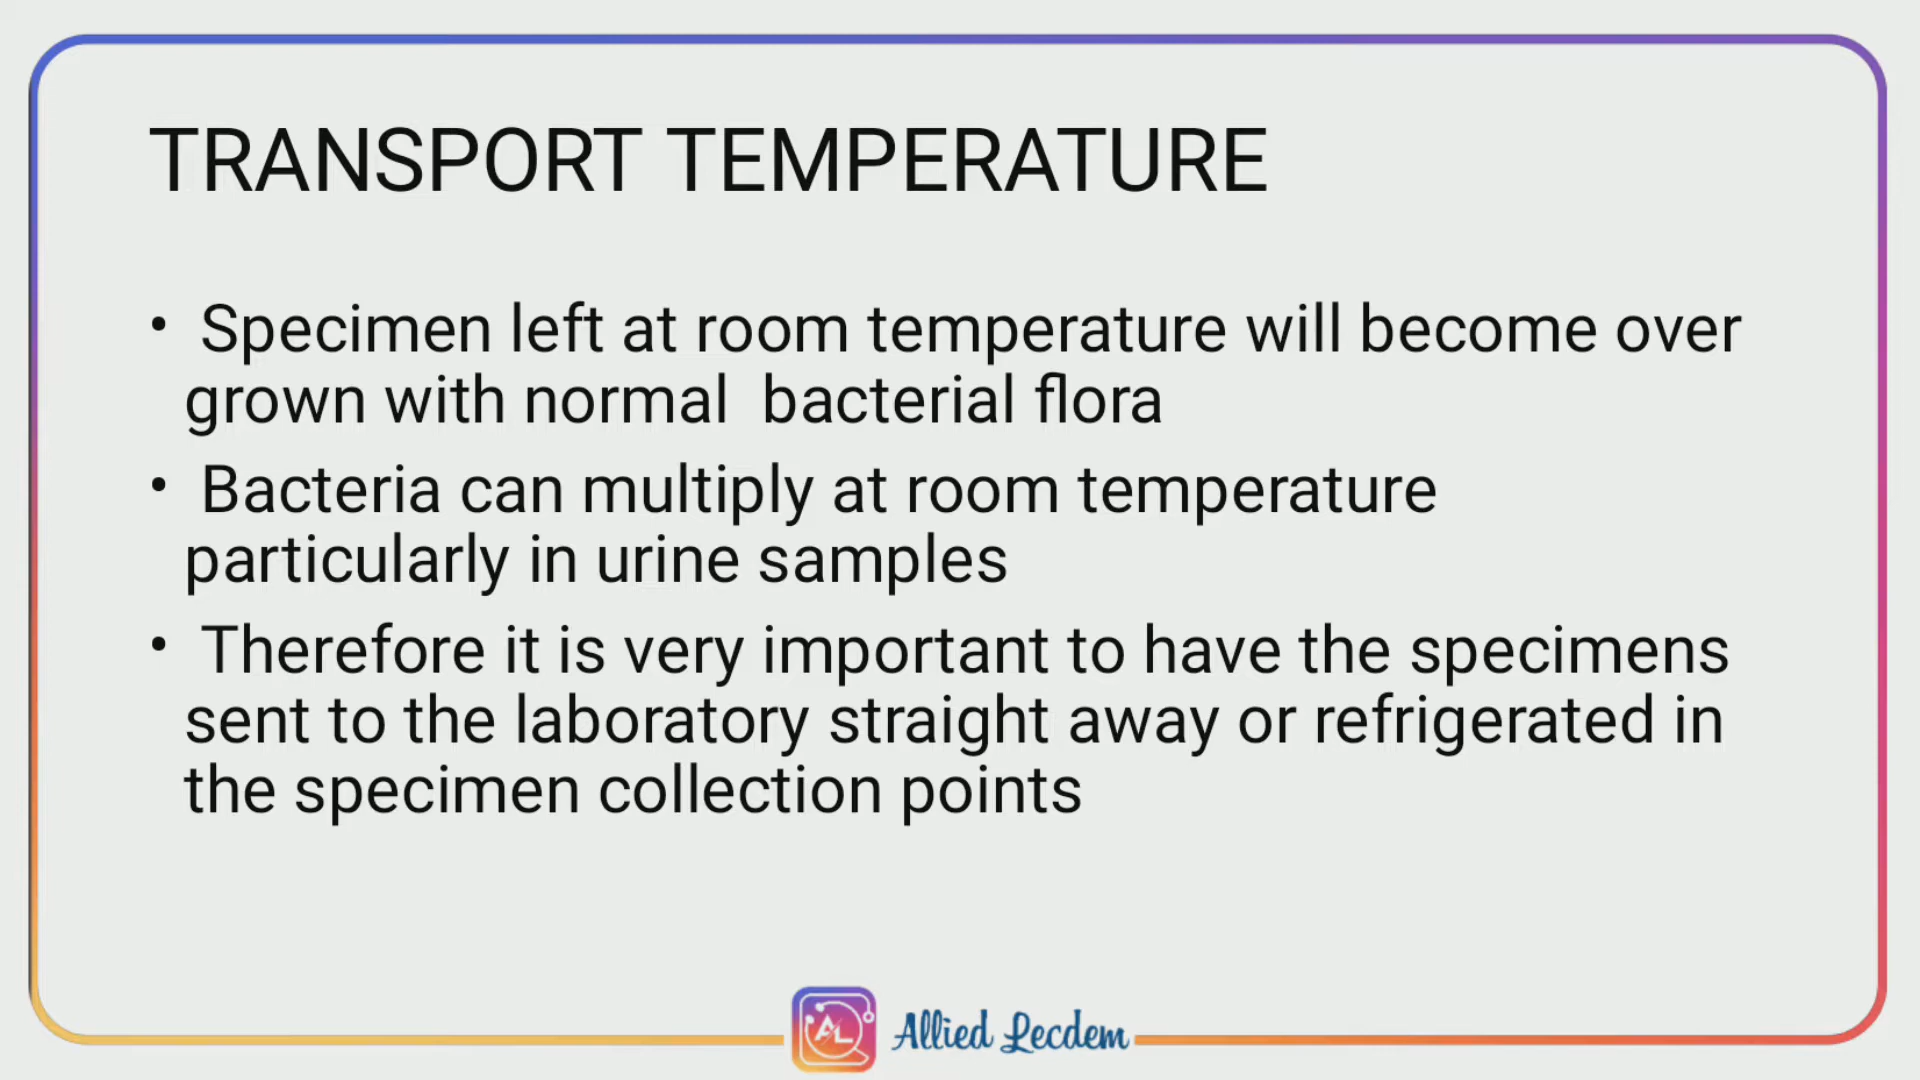 TRANSPORT TEMPERATURE
• Specimen left at room temperature will become over
grown with normal  bacterial flora
• Bacteria can multiply at room temperature
particularly in urine samples
• Therefore it is very important to have the specimens
sent to the laboratory straight away or refrigerated in
the specimen collection points
AL
Allied Lecdem